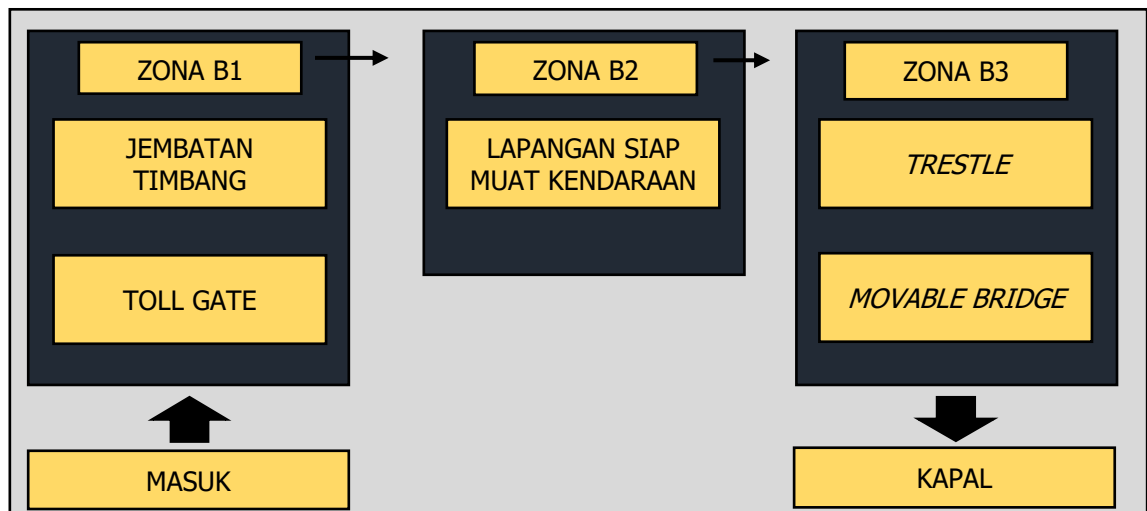 ZONA B1
JEMBATAN
TIMBANG
TOLL GATE
MASUK
ZONA B2
LAPANGAN SIAP
MUAT KENDARAAN
ZONA B3
TRESTLE
MOVABLE BRIDGE
KAPAL